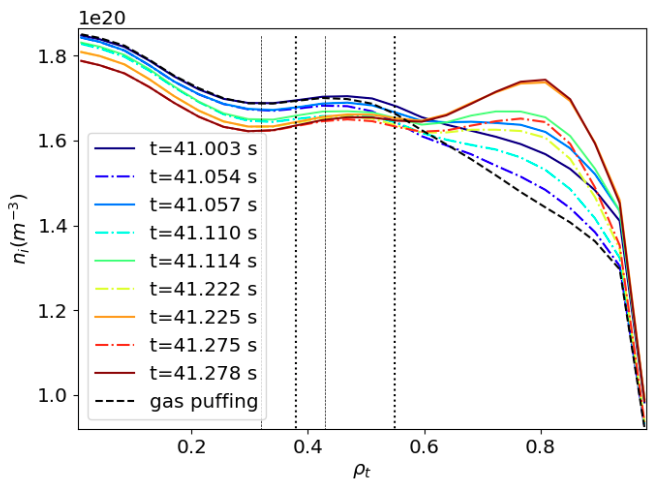 1e20
1.8
1.6
1.4
1.2
1.0
n_i(m^{-3})
t=41.003 s
t=41.054 s
t=41.057 s
t=41.110 s
t=41.114 s
t=41.222 s
t=41.225 s
t=41.275 s
t=41.278 s
gas puffing
0.2 0.4 0.6 0.8
ρ_t